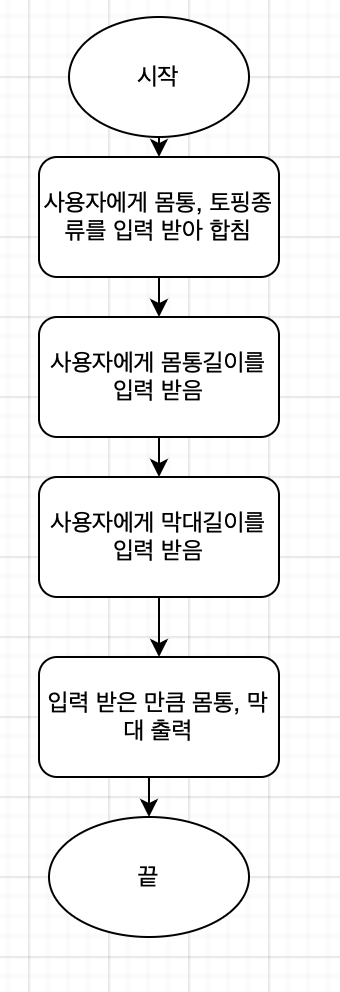 시작
사용자에게 몸통, 토핑종
류를 입력 받아 합침
사용자에게 몸통길이를
입력 받음
사용자에게 막대길이를
입력 받음
입력 받은 만큼 몸통, 막
대 출력
끝